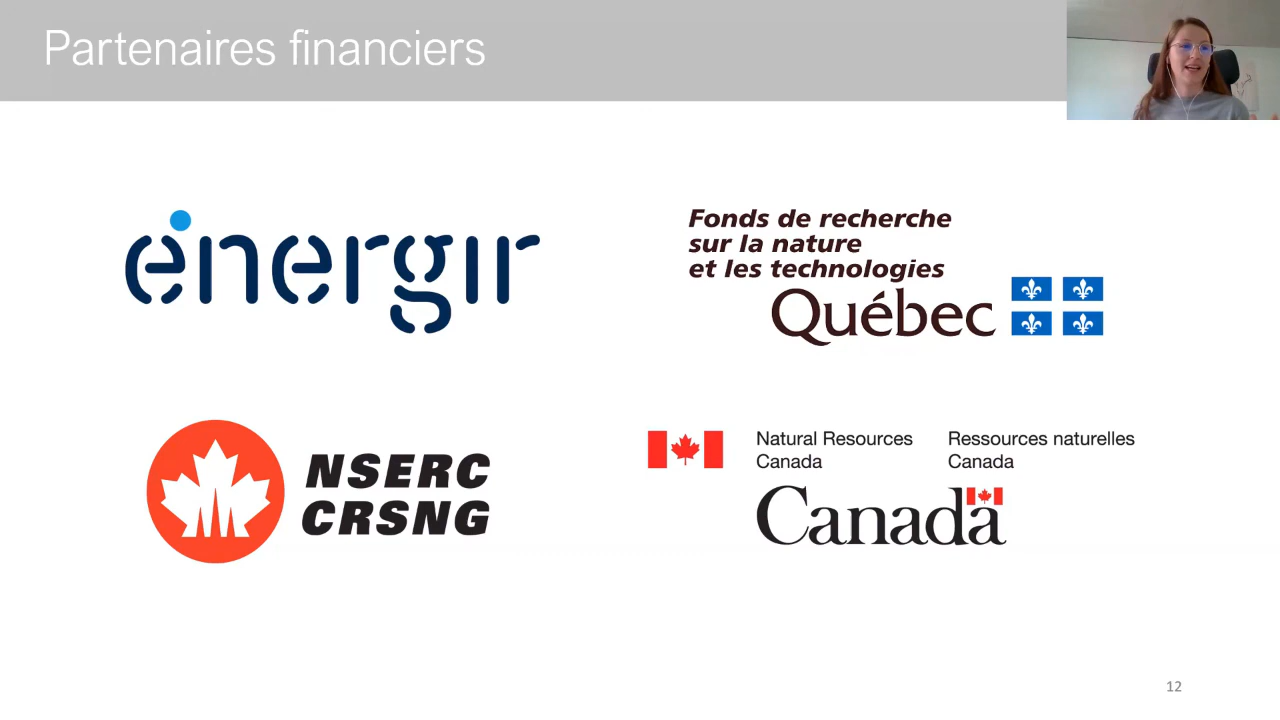 Partenaires financiers
énergir
Fonds de recherche
sur la nature
et les technologies
Québec
NSERC
CRSNG
Natural Resources
Canada
Ressources naturelles
Canada
Canada
12